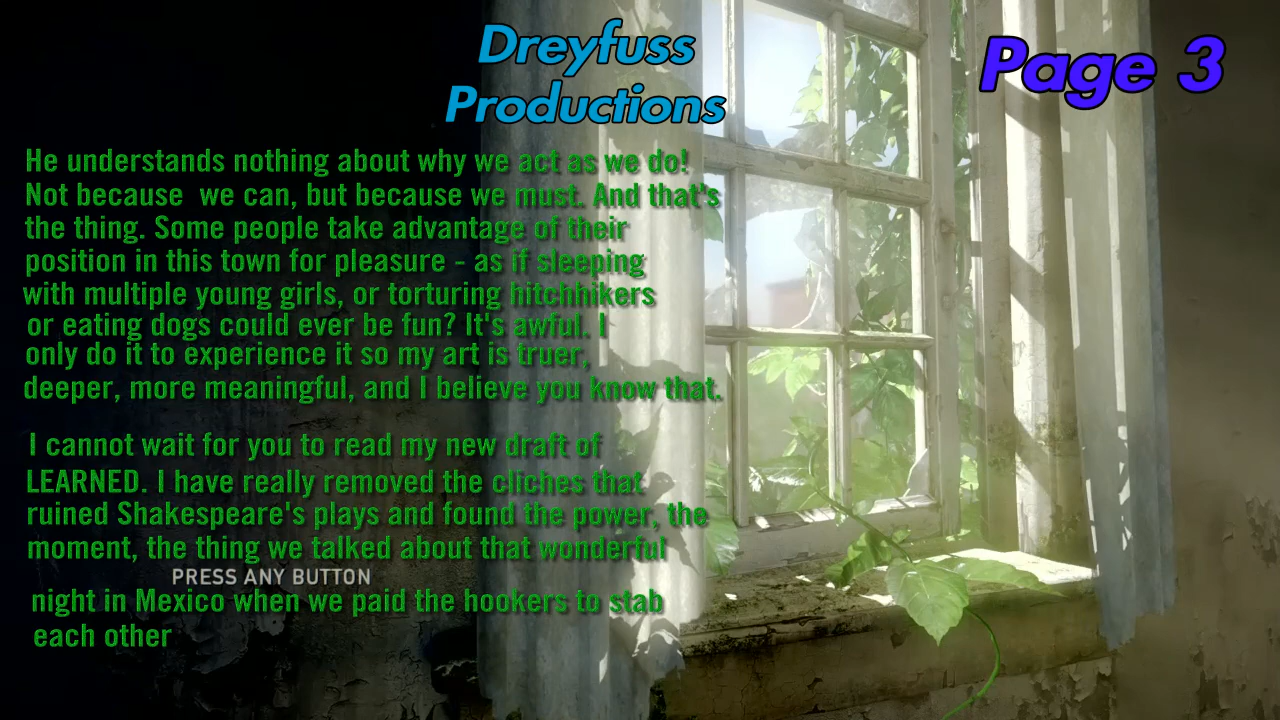 Dreyfuss
Productions
Page 3
He understands nothing about why we act as we do!
Not because  we can, but because we must. And that's
the thing. Some people take advantage of their
position in this town for pleasure - as if sleeping
with multiple young girls, or torturing hitchhikers
or eating dogs could ever be fun? It's awful. I
only do it to experience it so my art is truer,
deeper, more meaningful, and I believe you know that.
I cannot wait for you to read my new draft of
LEARNED. I have really removed the cliches that
ruined Shakespeare's plays and found the power, the
moment, the thing we talked about that wonderful
PRESS ANY BUTTON
night in Mexico when we paid the hookers to stab
each other